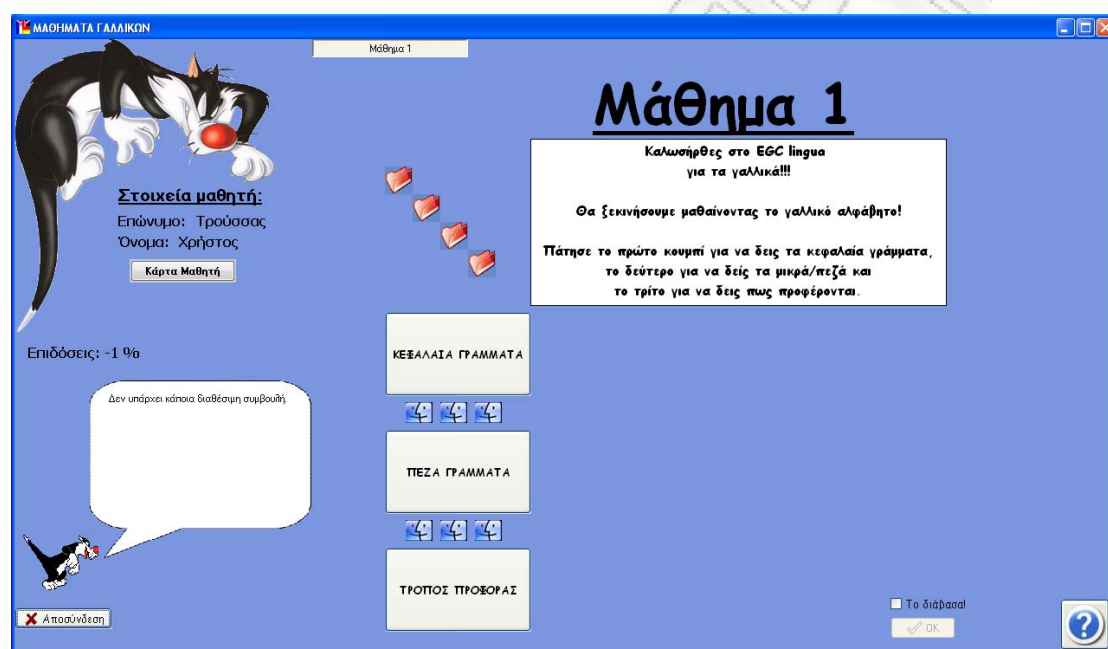 ΜΑΘΗΜΑΤΑ ΓΑΛΛΙΚΩΝ
Μάθημα 1
Μάθημα 1
Καλωσήρθες στο EGC lingua
για τα γαλλικά!!!
Θα ξεκινήσουμε μαθαίνοντας το γαλλικό αλφάβητο!
Πάτησε το πρώτο κουμπί για να δεις τα κεφαλαία γράμματα,
το δεύτερο για να δείς τα μικρά/πεζά και
το τρίτο για να δεις πως προφέρονται.
Στοιχεία μαθητή:
Επώνυμο: Τρούσσας
Όνομα: Χρήστος
Κάρτα Μαθητή
Επιδόσεις: -1 %
Δεν υπάρχει κάποια διαθέσιμη συμβουλή.
Αποσύνδεση
ΚΕΦΑΛΑΙΑ ΓΡΑΜΜΑΤΑ
ΠΕΖΑ ΓΡΑΜΜΑΤΑ
ΤΡΟΠΟΣ ΠΡΟΦΟΡΑΣ
Το διάβασα!
OK